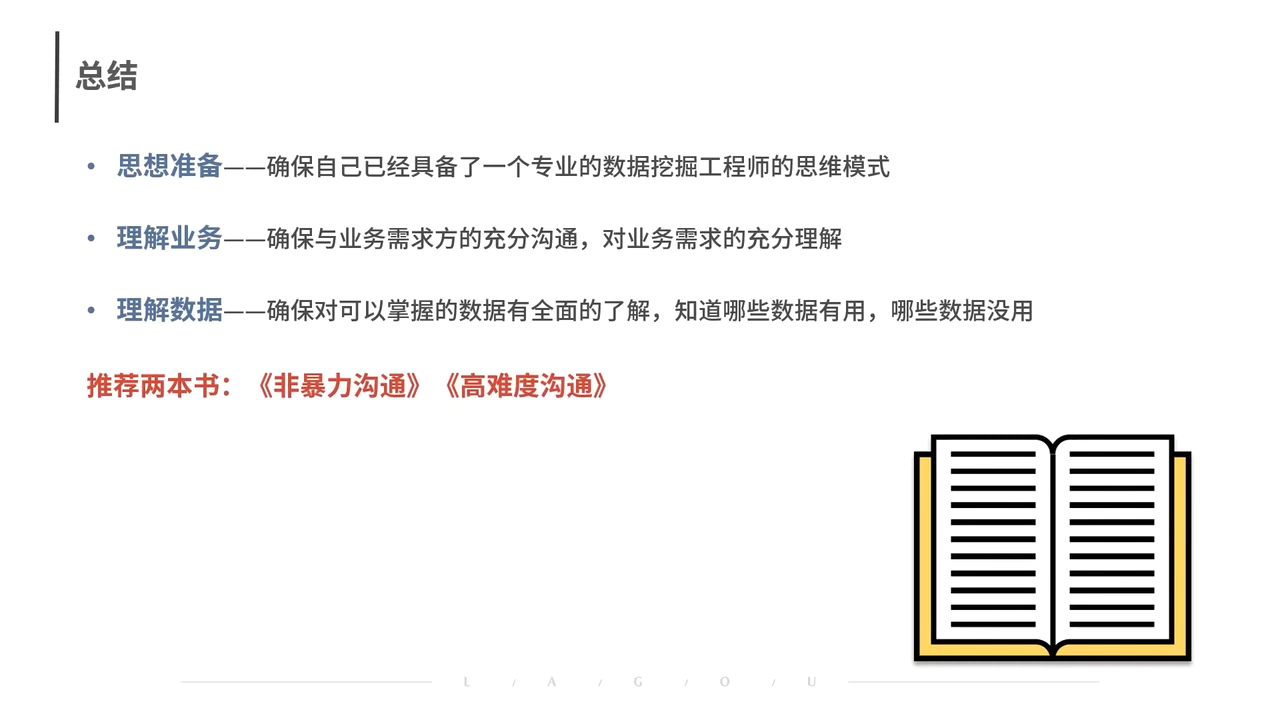 总结
• 思想准备——确保自己已经具备了一个专业的数据挖掘工程师的思维模式
• 理解业务——确保与业务需求方的充分沟通，对业务需求的充分理解
• 理解数据——确保对可以掌握的数据有全面的了解，知道哪些数据有用，哪些数据没用
推荐两本书：《非暴力沟通》《高难度沟通》
L / A / G / O / U